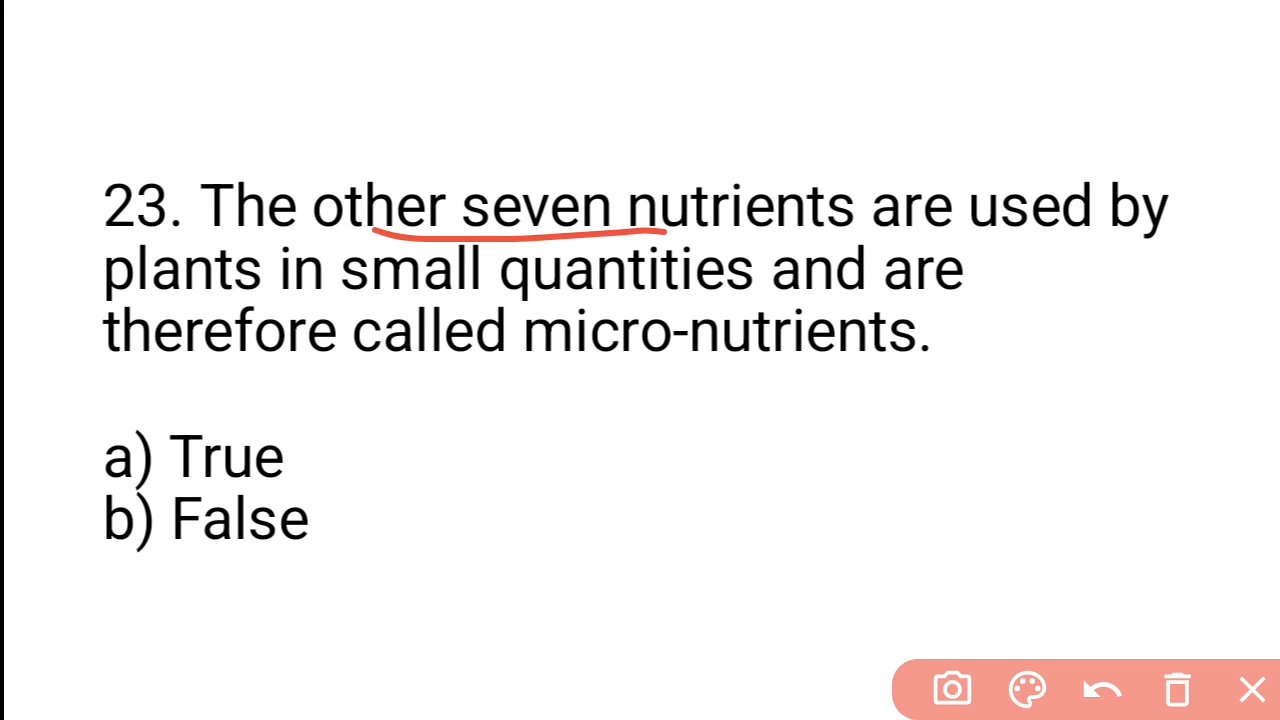 23. The other seven nutrients are used by
plants in small quantities and are
therefore called micro-nutrients.
a) True
b) False